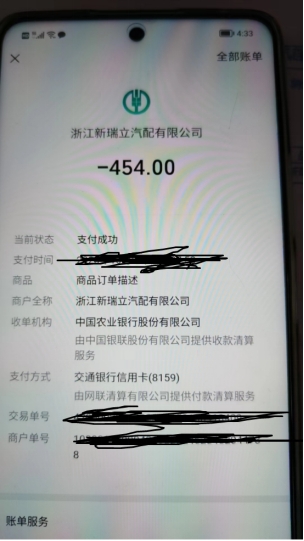 4:33
全部账单
浙江新瑞立汽配有限公司
-454.00
当前状态 支付成功
支付时间
商品 商品订单描述
商户全称 浙江新瑞立汽配有限公司
收单机构 中国农业银行股份有限公司
由中国银联股份有限公司提供收款清算
服务
支付方式 交通银行信用卡(8159)
由网联清算有限公司提供付款清算服务
交易单号
商户单号
8
账单服务